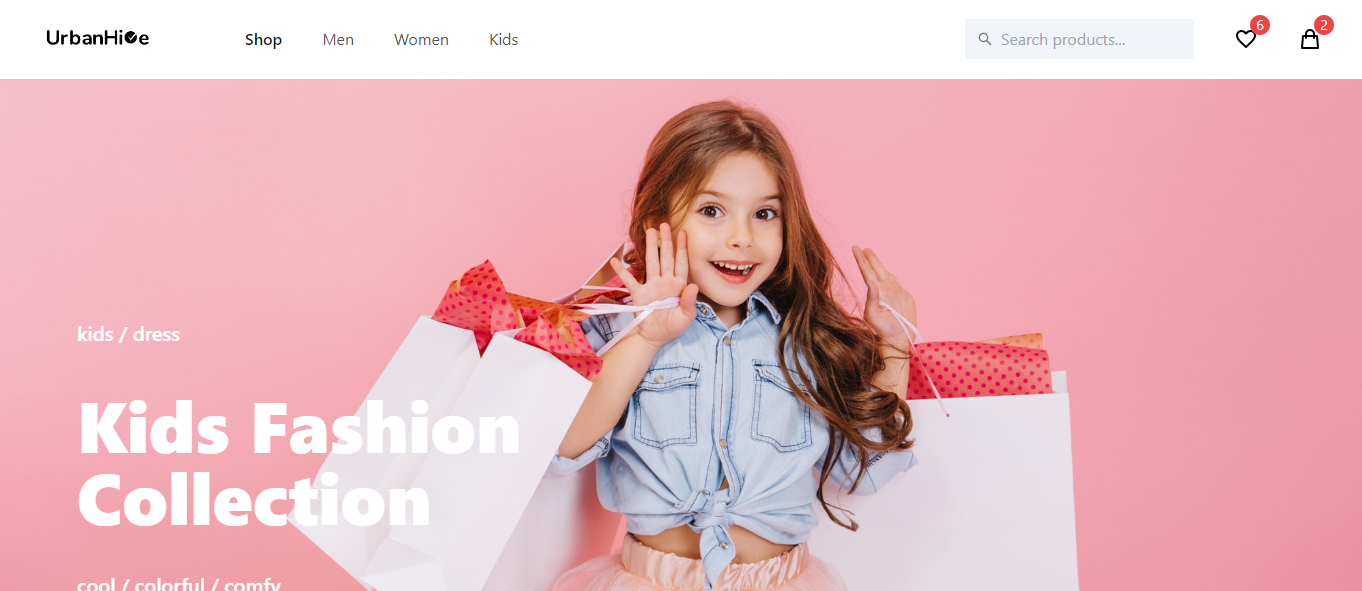 UrbanHive
Shop
Men
Women
Kids
Search products...
6
2
kids / dress
Kids Fashion
Collection
cool / colorful / comfy